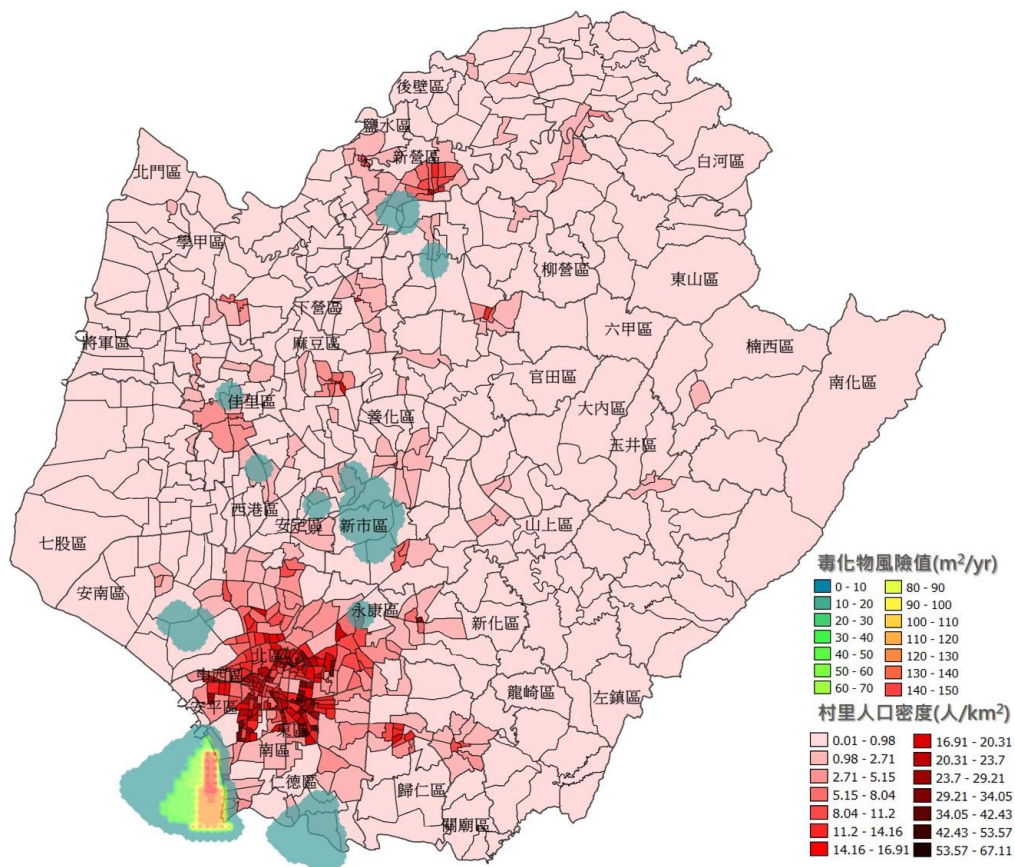 後壁區
鹽水區
新營區
白河區
北門區
學甲區
柳營區
東山區
下營區
六甲區
將軍區
麻豆區
楠西區
官田區
南化區
佳里區
大內區
善化區
玉井區
西港區
安定區
新市區
山上區
七股區
安南區
永康區
新化區
北區
中西區
龍崎區
左鎮區
安平區
東區
南區
仁德區
歸仁區
關廟區
毒化物風險值(m²/yr)
0 - 10
10 - 20
20 - 30
30 - 40
40 - 50
50 - 60
60 - 70
80 - 90
90 - 100
100 - 110
110 - 120
120 - 130
130 - 140
140 - 150
村里人口密度(人/km²)
0.01 - 0.98
0.98 - 2.71
2.71 - 5.15
5.15 - 8.04
8.04 - 11.2
11.2 - 14.16
14.16 - 16.91
16.91 - 20.31
20.31 - 23.7
23.7 - 29.21
29.21 - 34.05
34.05 - 42.43
42.43 - 53.57
53.57 - 67.11